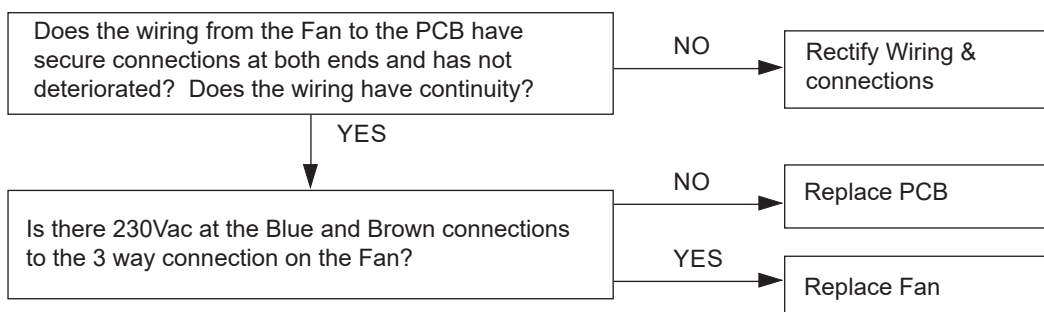 Does the wiring from the Fan to the PCB have
secure connections at both ends and has not
deteriorated? Does the wiring have continuity?
NO
Rectify Wiring &
connections
YES
Is there 230Vac at the Blue and Brown connections
to the 3 way connection on the Fan?
NO
Replace PCB
YES
Replace Fan